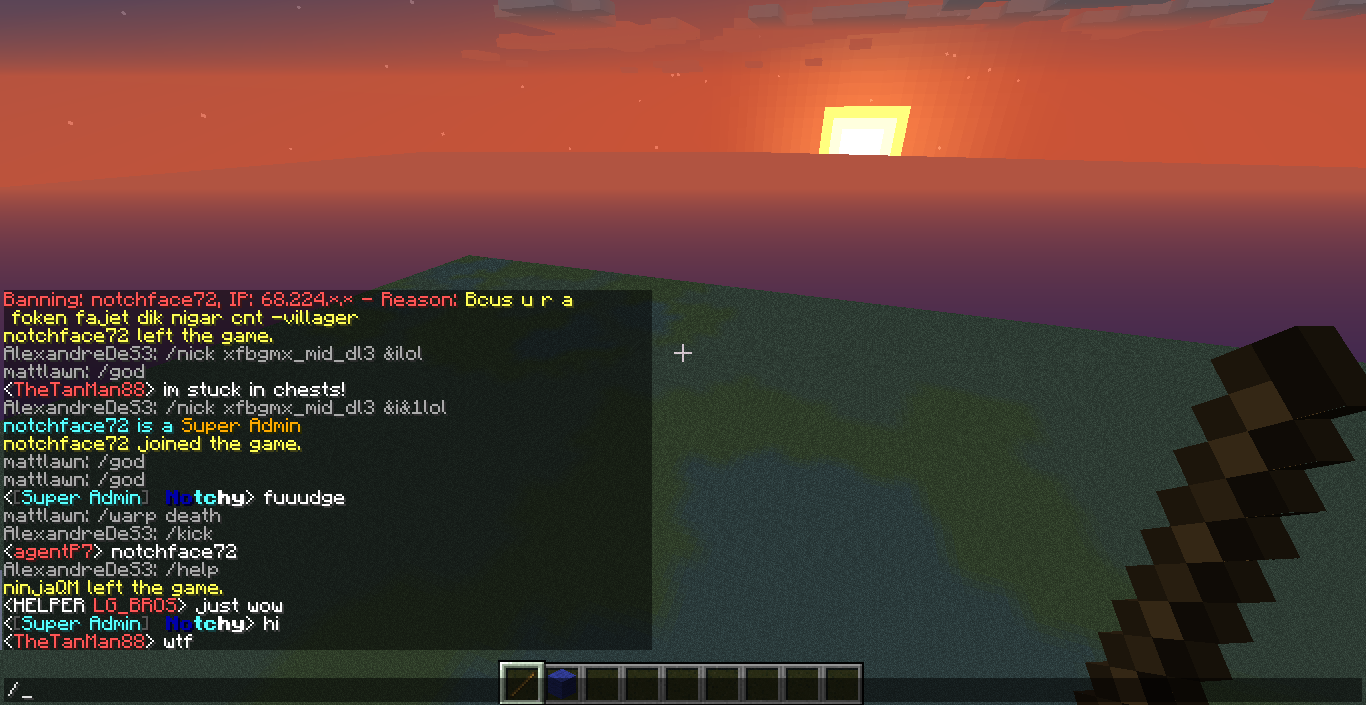 Banning: notchface72, IP: 68.224.*.* - Reason: Bcus u r a
foken fajet dik nigar cnt -villager
notchface72 left the game.
AlexandreDe53: /nick xfbgmx_mid_dl3 &ilol
mattlawn: /god
<TheTanMan88> im stuck in chests!
AlexandreDe53: /nick xfbgmx_mid_dl3 &i&1lol
notchface72 is a Super Admin
notchface72 joined the game.
mattlawn: /god
mattlawn: /god
<[Super Admin] Notchy> fuuudge
mattlawn: /warp death
AlexandreDe53: /kick
<agentP7> notchface72
AlexandreDe53: /help
ninjaQM left the game.
<HELPER LG_BROS> just wow
<[Super Admin] Notchy> hi
<TheTanMan88> wtf
/_